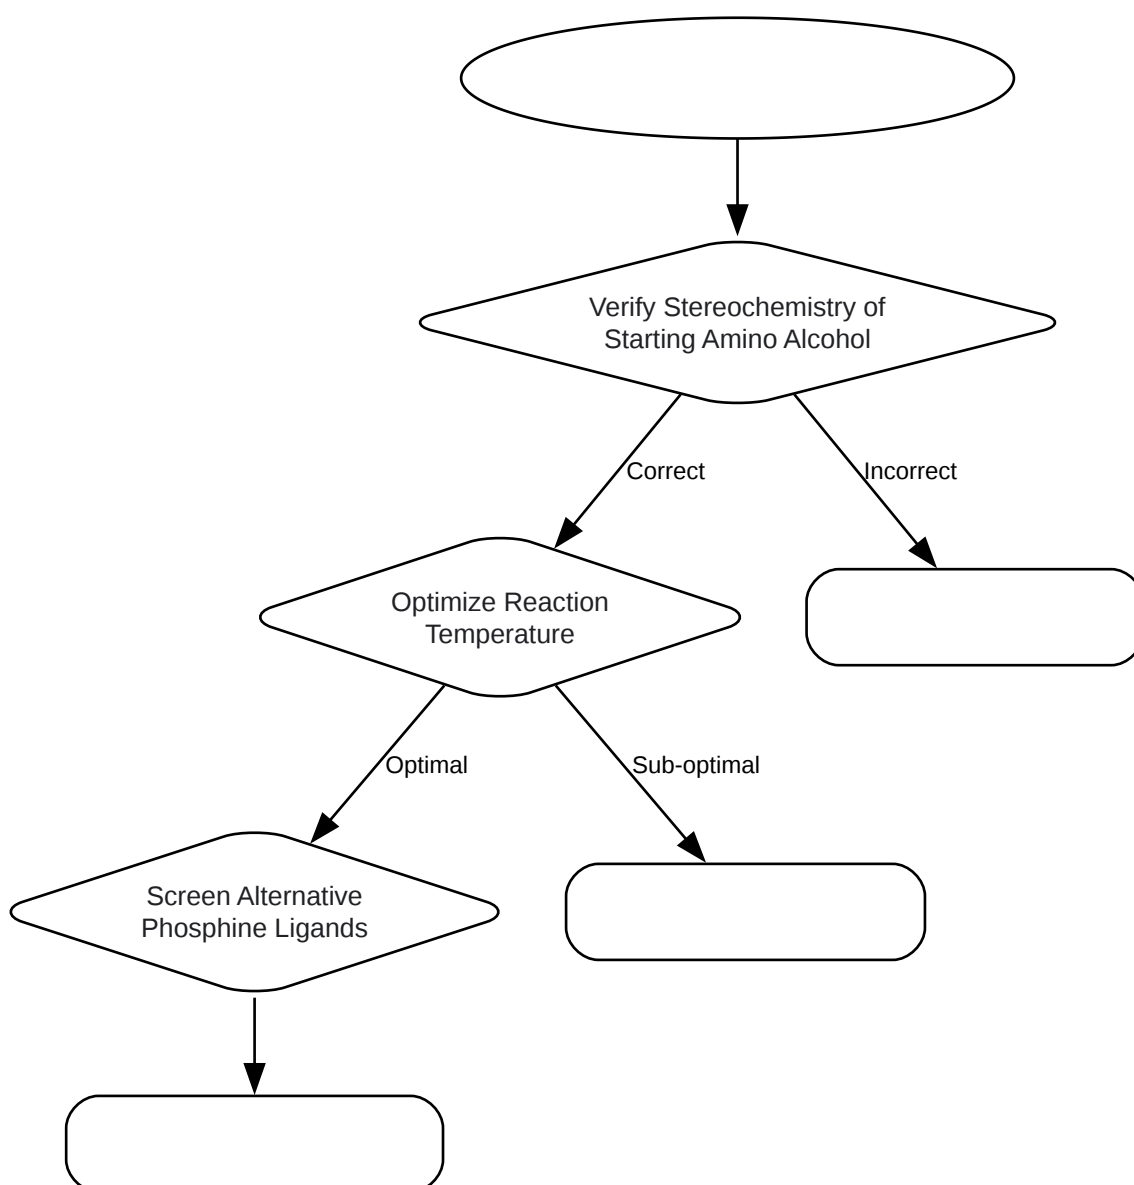 Verify Stereochemistry of
Starting Amino Alcohol
Correct
Incorrect
Optimize Reaction
Temperature
Optimal
Sub-optimal
Screen Alternative
Phosphine Ligands